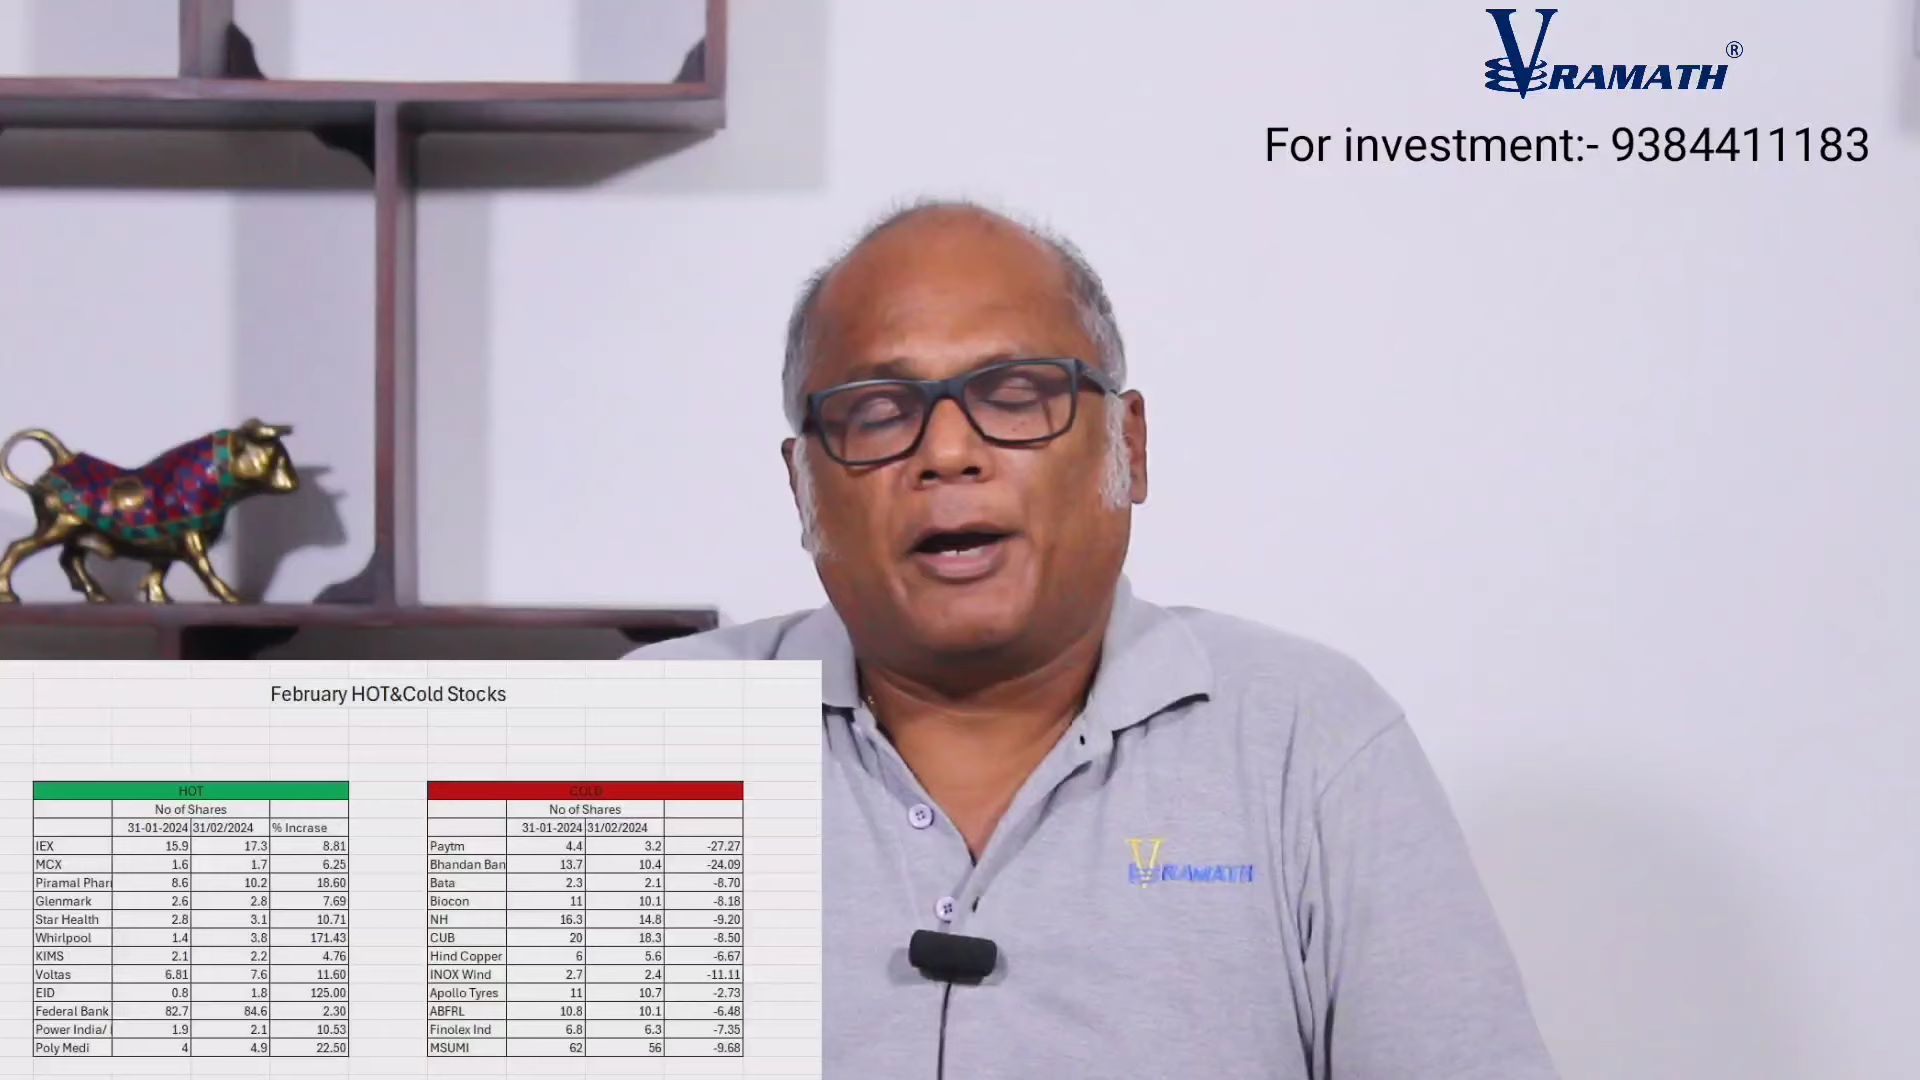 VRAMATH®
For investment:- 9384411183
VRAMATH
February HOT&Cold Stocks
HOT
No of Shares
31-01-2024 31/02/2024 % Incrase
IEX 15.9 17.3 8.81
MCX 1.6 1.7 6.25
Piramal Phar 8.6 10.2 18.60
Glenmark 2.6 2.8 7.69
Star Health 2.8 3.1 10.71
Whirlpool 1.4 3.8 171.43
KIMS 2.1 2.2 4.76
Voltas 6.81 7.6 11.60
EID 0.8 1.8 125.00
Federal Bank 82.7 84.6 2.30
Power India/ 1.9 2.1 10.53
Poly Medi 4 4.9 22.50
COLD
No of Shares
31-01-2024 31/02/2024
Paytm 4.4 3.2 -27.27
Bhandan Ban 13.7 10.4 -24.09
Bata 2.3 2.1 -8.70
Biocon 11 10.1 -8.18
NH 16.3 14.8 -9.20
CUB 20 18.3 -8.50
Hind Copper 6 5.6 -6.67
INOX Wind 2.7 2.4 -11.11
Apollo Tyres 11 10.7 -2.73
ABFRL 10.8 10.1 -6.48
Finolex Ind 6.8 6.3 -7.35
MSUMI 62 56 -9.68